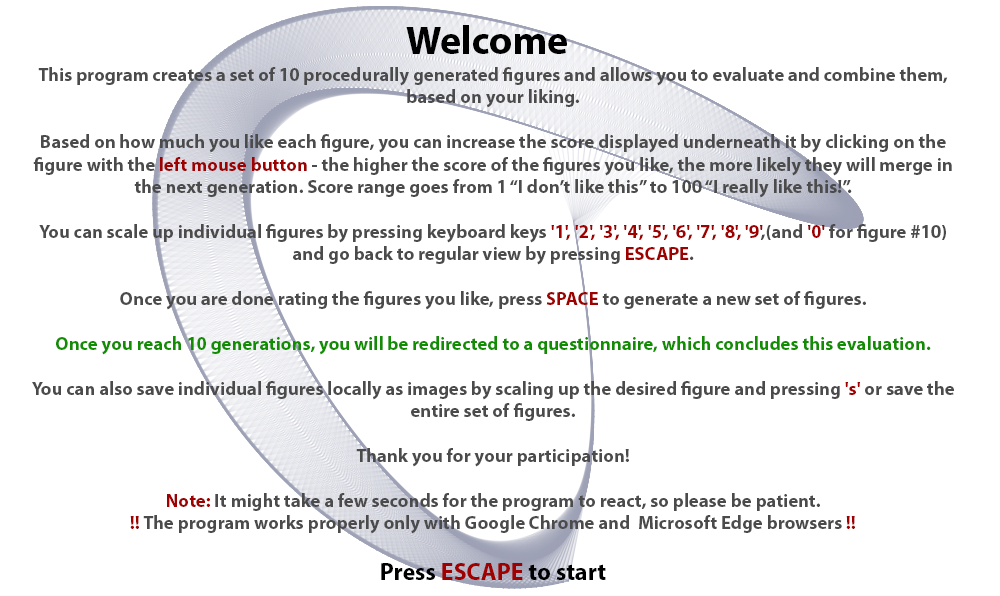 Welcome
This program creates a set of 10 procedurally generated figures and allows you to evaluate and combine them,
based on your liking.
Based on how much you like each figure, you can increase the score displayed underneath it by clicking on the
figure with the left mouse button - the higher the score of the figures you like, the more likely they will merge in
the next generation. Score range goes from 1 “I don’t like this” to 100 “I really like this!”.
You can scale up individual figures by pressing keyboard keys '1', '2', '3', '4', '5', '6', '7', '8', '9',(and '0' for figure #10)
and go back to regular view by pressing ESCAPE.
Once you are done rating the figures you like, press SPACE to generate a new set of figures.
Once you reach 10 generations, you will be redirected to a questionnaire, which concludes this evaluation.
You can also save individual figures locally as images by scaling up the desired figure and pressing 's' or save the
entire set of figures.
Thank you for your participation!
Note: It might take a few seconds for the program to react, so please be patient.
!! The program works properly only with Google Chrome and  Microsoft Edge browsers !!
Press ESCAPE to start